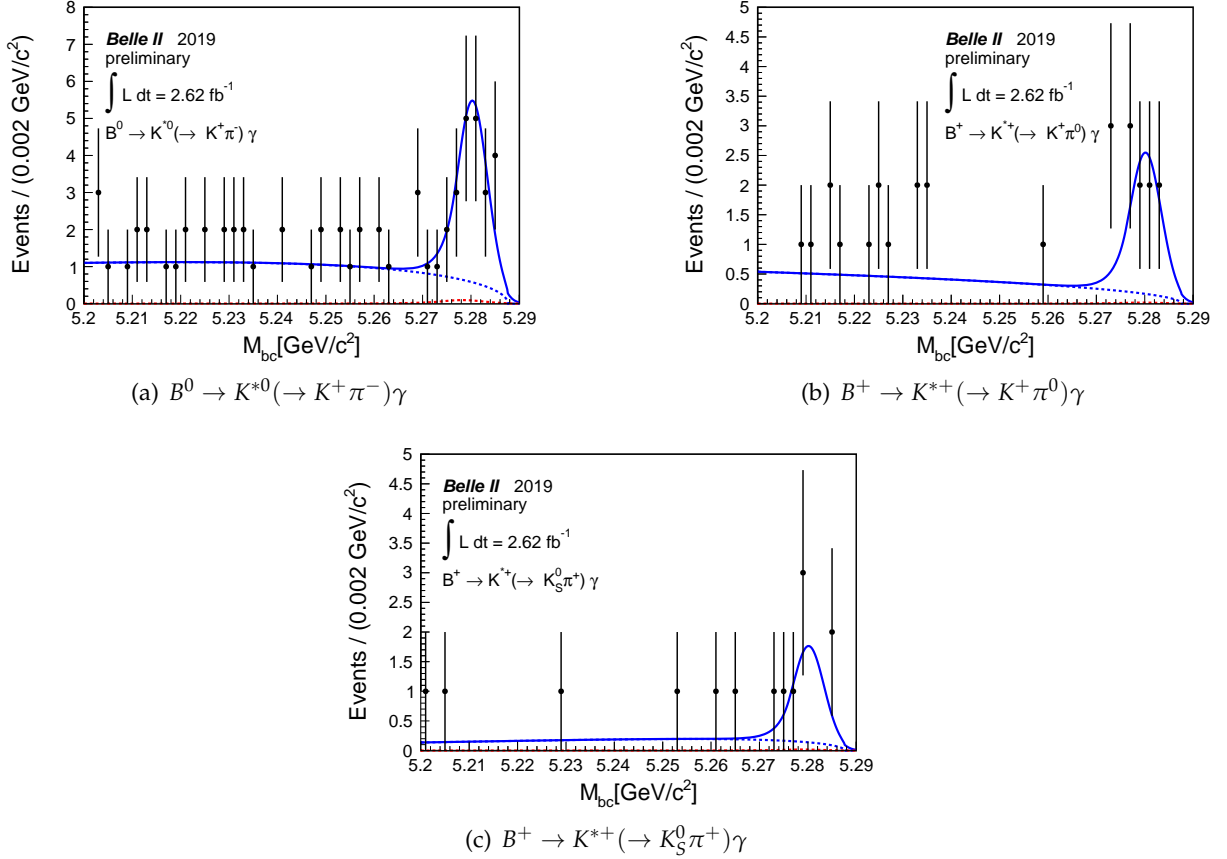 Events / (0.002 GeV/c²)
8
7
6
5
4
3
2
1
0
Belle II 2019
preliminary
∫ L dt = 2.62 fb⁻¹
B⁰ → K*⁰(→ K⁺π⁻) γ
5.2 5.21 5.22 5.23 5.24 5.25 5.26 5.27 5.28 5.29
M_bc[GeV/c²]
(a) B⁰ → K*⁰(→ K⁺π⁻)γ
Events / (0.002 GeV/c²)
5
4.5
4
3.5
3
2.5
2
1.5
1
0.5
0
Belle II 2019
preliminary
∫ L dt = 2.62 fb⁻¹
B⁺ → K*⁺(→ K⁺π⁰) γ
5.2 5.21 5.22 5.23 5.24 5.25 5.26 5.27 5.28 5.29
M_bc[GeV/c²]
(b) B⁺ → K*⁺(→ K⁺π⁰)γ
Events / (0.002 GeV/c²)
5
4.5
4
3.5
3
2.5
2
1.5
1
0.5
0
Belle II 2019
preliminary
∫ L dt = 2.62 fb⁻¹
B⁺ → K*⁺(→ K_S⁰π⁺) γ
5.2 5.21 5.22 5.23 5.24 5.25 5.26 5.27 5.28 5.29
M_bc[GeV/c²]
(c) B⁺ → K*⁺(→ K_S⁰π⁺)γ